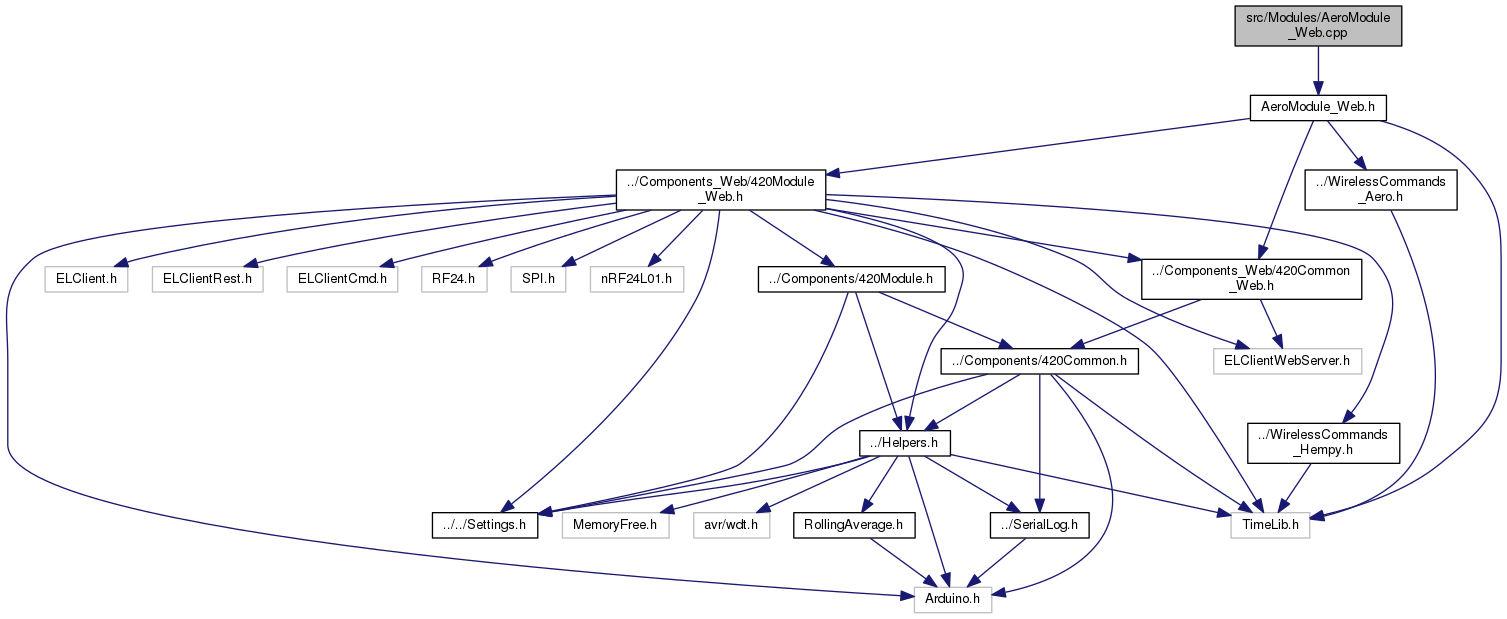 src/Modules/AeroModule
_Web.cpp
AeroModule_Web.h
../Components_Web/420Module
_Web.h
../WirelessCommands
_Aero.h
ELClient.h
ELClientRest.h
ELClientCmd.h
RF24.h
SPI.h
nRF24L01.h
../Components/420Module.h
../Components_Web/420Common
_Web.h
../Components/420Common.h
ELClientWebServer.h
../Helpers.h
../WirelessCommands
_Hempy.h
../../Settings.h
MemoryFree.h
avr/wdt.h
RollingAverage.h
../SerialLog.h
TimeLib.h
Arduino.h